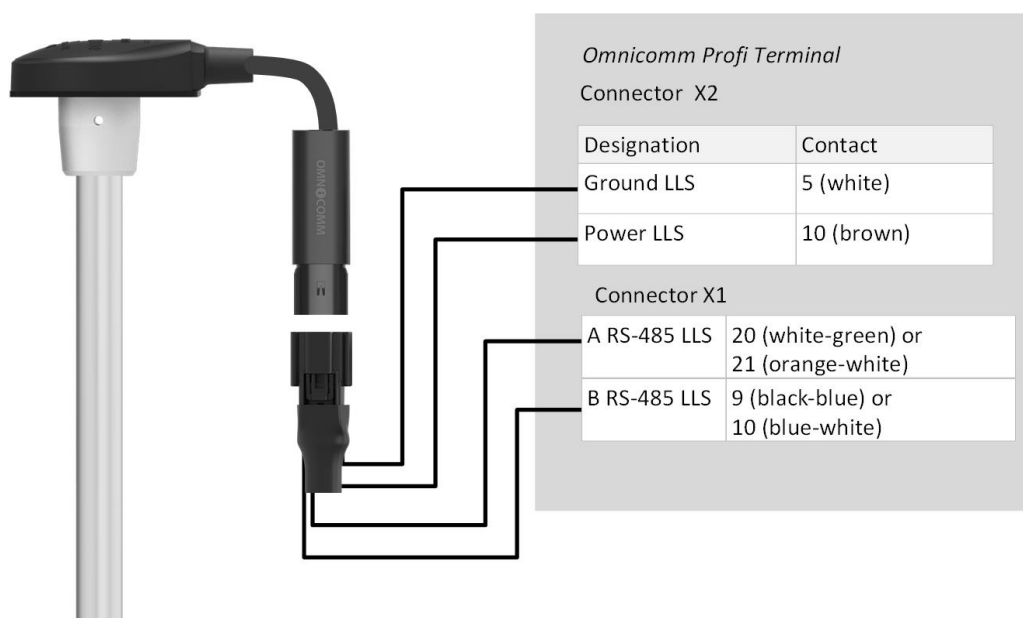 Omnicomm Profi Terminal
Connector X2
Designation Contact
Ground LLS 5 (white)
Power LLS 10 (brown)
Connector X1
A RS-485 LLS 20 (white-green) or
21 (orange-white)
B RS-485 LLS 9 (black-blue) or
10 (blue-white)
OMNICOMM